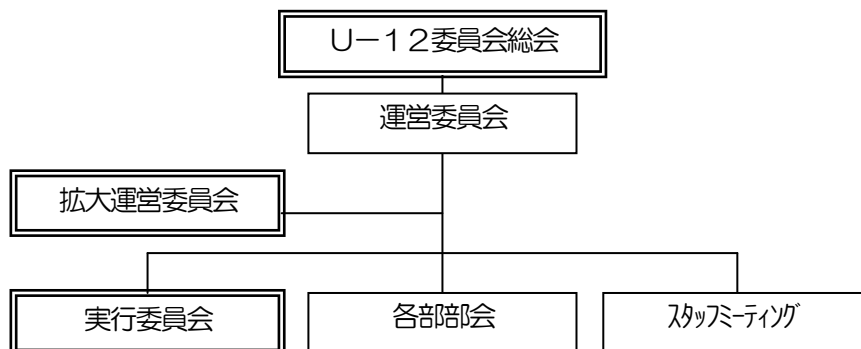 U－１２委員会総会
運営委員会
拡大運営委員会
実行委員会
各部部会
ｽﾀｯﾌﾐｰﾃｨﾝｸﾞ